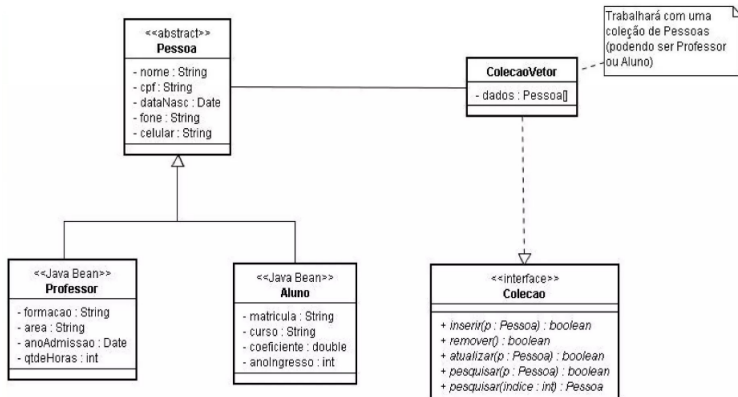 <<abstract>>
Pessoa
- nome : String
- cpf : String
- dataNasc : Date
- fone : String
- celular : String
ColecaoVetor
- dados : Pessoa[]
Trabalhará com uma
coleção de Pessoas
(podendo ser Professor
ou Aluno)
<<Java Bean>>
Professor
- formacao : String
- area : String
- anoAdmissao : Date
- qtdeHoras : int
<<Java Bean>>
Aluno
- matricula : String
- curso : String
- coeficiente : double
- anoIngresso : int
<<interface>>
Colecao
+ inserir(p : Pessoa) : boolean
+ remover() : boolean
+ atualizar(p : Pessoa) : boolean
+ pesquisar(p : Pessoa) : boolean
+ pesquisar(indice : int) : Pessoa